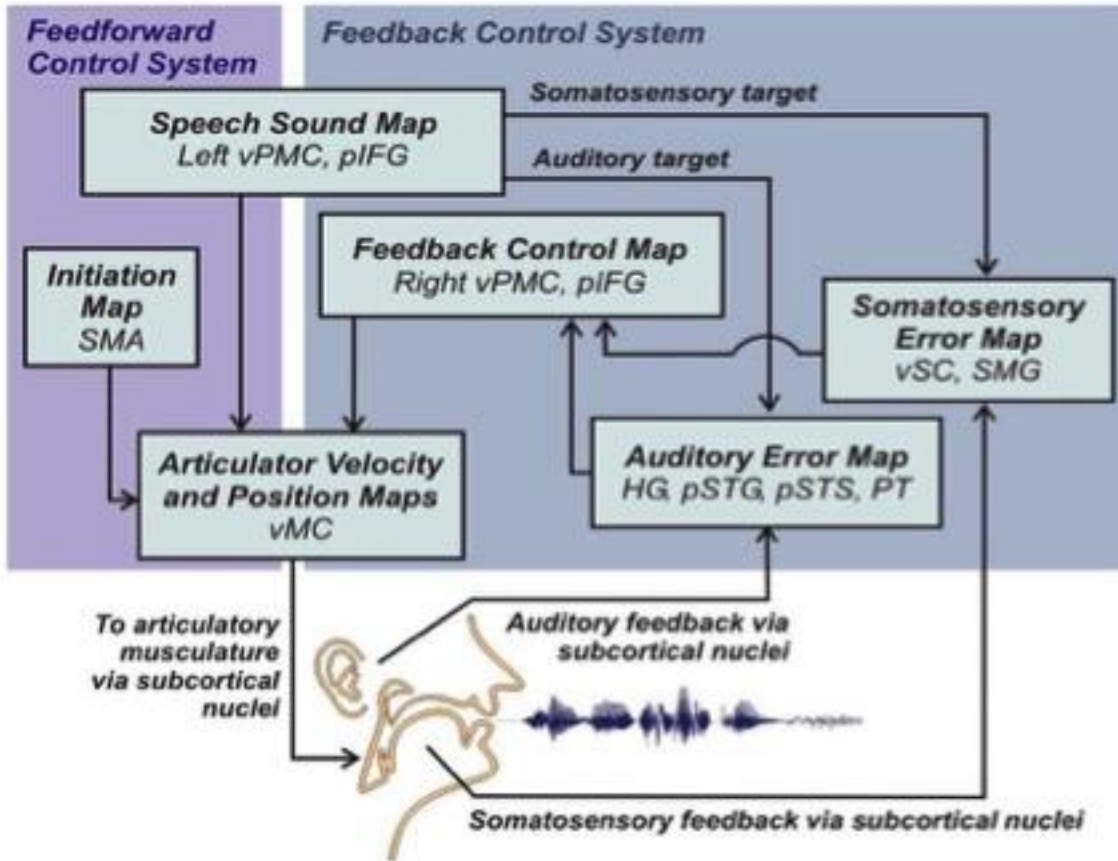 Feedforward
Control System
Feedback Control System
Somatosensory target
Speech Sound Map
Left vPMC, pIFG
Auditory target
Feedback Control Map
Right vPMC, pIFG
Initiation
Map
SMA
Somatosensory
Error Map
vSC, SMG
Articulator Velocity
and Position Maps
vMC
Auditory Error Map
HG, pSTG, pSTS, PT
To articulatory
musculature
via subcortical
nuclei
Auditory feedback via
subcortical nuclei
Somatosensory feedback via subcortical nuclei